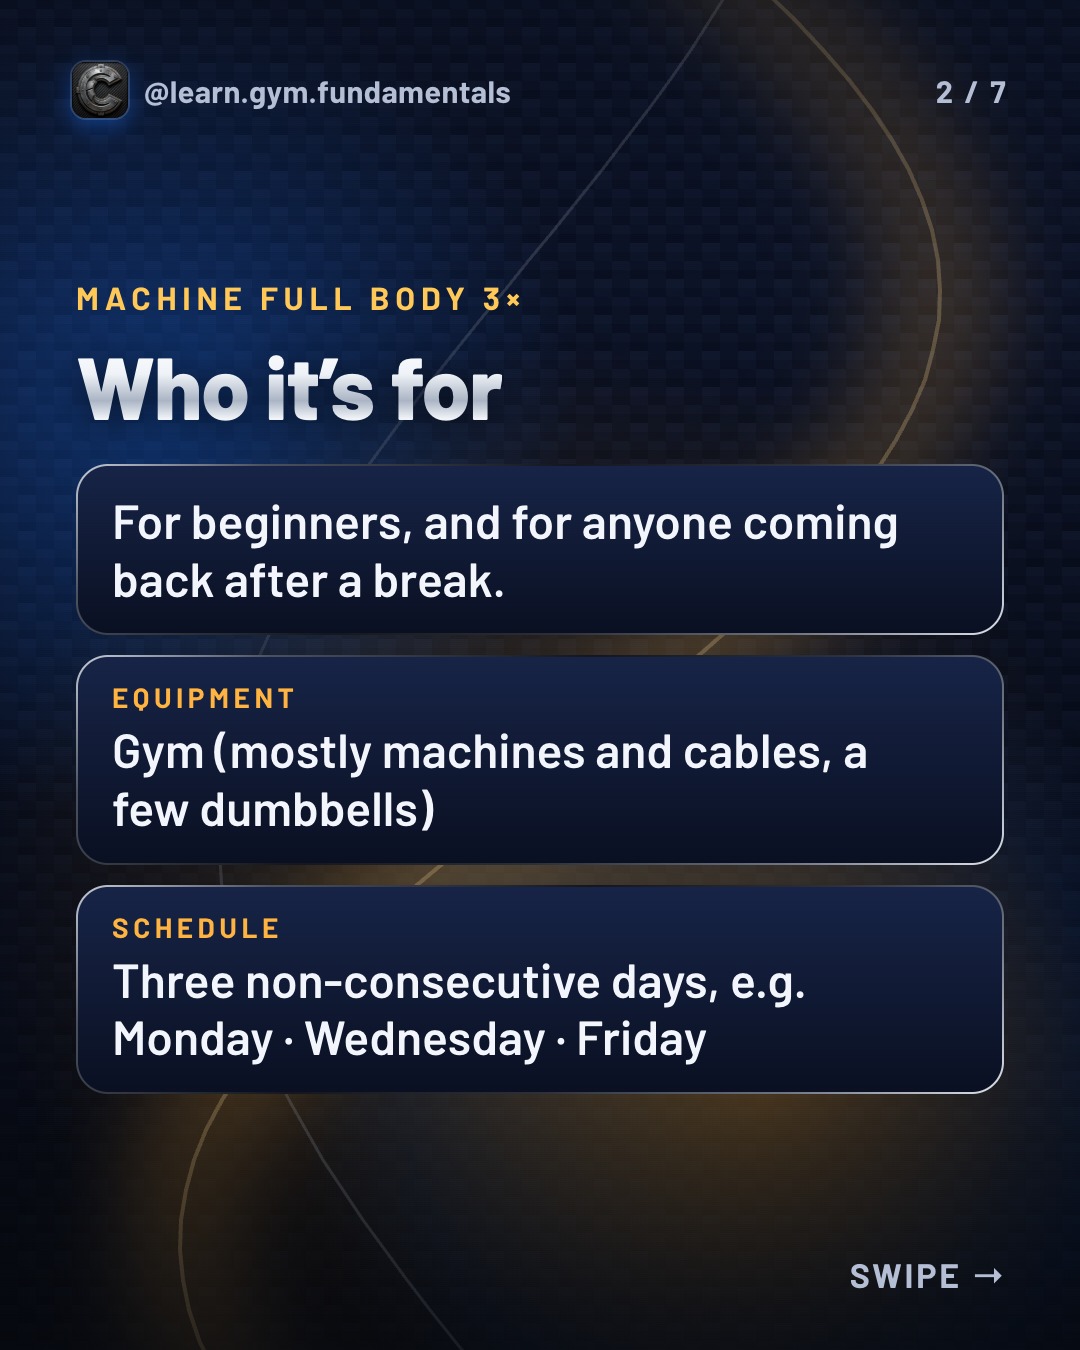 @learn.gym.fundamentals
2 / 7
MACHINE FULL BODY 3×
Who it’s for
For beginners, and for anyone coming
back after a break.
EQUIPMENT
Gym (mostly machines and cables, a
few dumbbells)
SCHEDULE
Three non-consecutive days, e.g.
Monday · Wednesday · Friday
SWIPE →